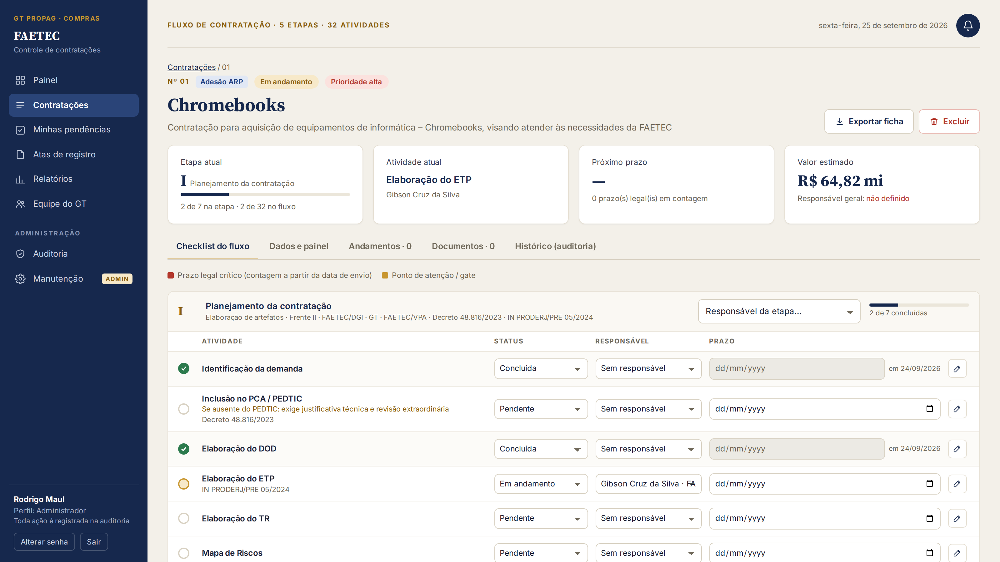 GT PROPAG · COMPRAS
FAETEC
Controle de contratações
Painel
Contratações
Minhas pendências
Atas de registro
Relatórios
Equipe do GT
ADMINISTRAÇÃO
Auditoria
Manutenção ADMIN
Rodrigo Maul
Perfil: Administrador
Toda ação é registrada na auditoria
Alterar senha Sair
FLUXO DE CONTRATAÇÃO · 5 ETAPAS · 32 ATIVIDADES
sexta-feira, 25 de setembro de 2026
Contratações / 01
Nº 01 Adesão ARP Em andamento Prioridade alta
Chromebooks
Contratação para aquisição de equipamentos de informática – Chromebooks, visando atender às necessidades da FAETEC
Exportar ficha Excluir
Etapa atual
I Planejamento da contratação
2 de 7 na etapa · 2 de 32 no fluxo
Atividade atual
Elaboração do ETP
Gibson Cruz da Silva
Próximo prazo
—
0 prazo(s) legal(is) em contagem
Valor estimado
R$ 64,82 mi
Responsável geral: não definido
Checklist do fluxo Dados e painel Andamentos · 0 Documentos · 0 Histórico (auditoria)
Prazo legal crítico (contagem a partir da data de envio) Ponto de atenção / gate
I Planejamento da contratação
Elaboração de artefatos · Frente II · FAETEC/DGI · GT · FAETEC/VPA · Decreto 48.816/2023 · IN PRODERJ/PRE 05/2024
Responsável da etapa...
2 de 7 concluídas
ATIVIDADE STATUS RESPONSÁVEL PRAZO
Identificação da demanda Concluída Sem responsável dd/mm/yyyy em 24/09/2026
Inclusão no PCA / PEDTIC
Se ausente do PEDTIC: exige justificativa técnica e revisão extraordinária
Decreto 48.816/2023
Pendente Sem responsável dd/mm/yyyy
Elaboração do DOD Concluída Sem responsável dd/mm/yyyy em 24/09/2026
Elaboração do ETP
IN PRODERJ/PRE 05/2024
Em andamento Gibson Cruz da Silva · FA dd/mm/yyyy
Elaboração do TR Pendente Sem responsável dd/mm/yyyy
Mapa de Riscos Pendente Sem responsável dd/mm/yyyy